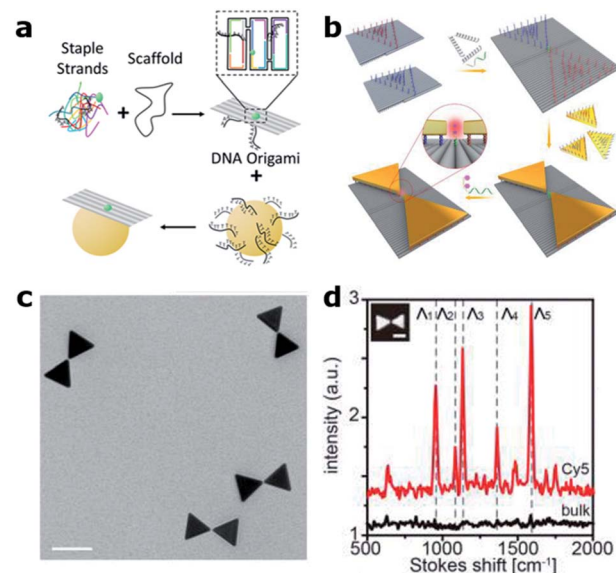 a
Staple
Strands
Scaffold
+
DNA Origami
+
b
c
d
3
2
1
intensity (a.u.)
Λ1 Λ2 Λ3 Λ4 Λ5
Cy5
bulk
500 1000 1500 2000
Stokes shift [cm-1]